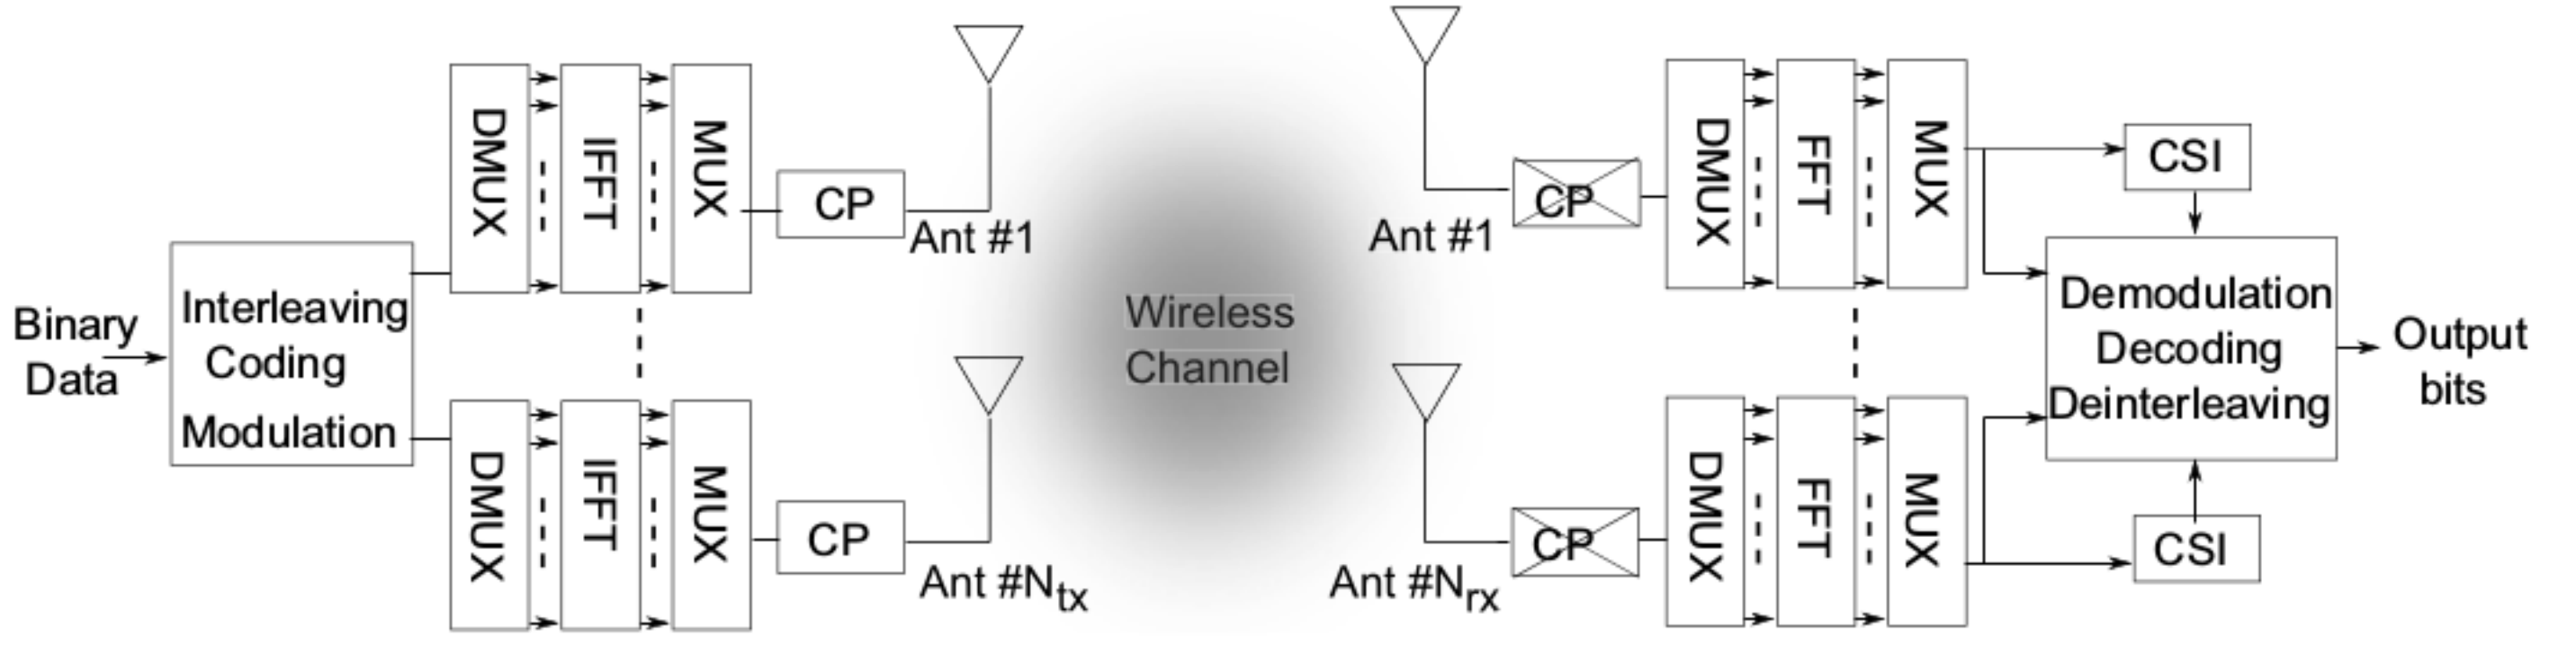 Binary
Data
Interleaving
Coding
Modulation
DMUX
IFFT
MUX
CP
Ant #1
DMUX
IFFT
MUX
CP
Ant #Ntx
Wireless
Channel
Ant #1
CP
DMUX
FFT
MUX
CSI
Ant #Nrx
CP
DMUX
FFT
MUX
CSI
Demodulation
Decoding
Deinterleaving
Output
bits